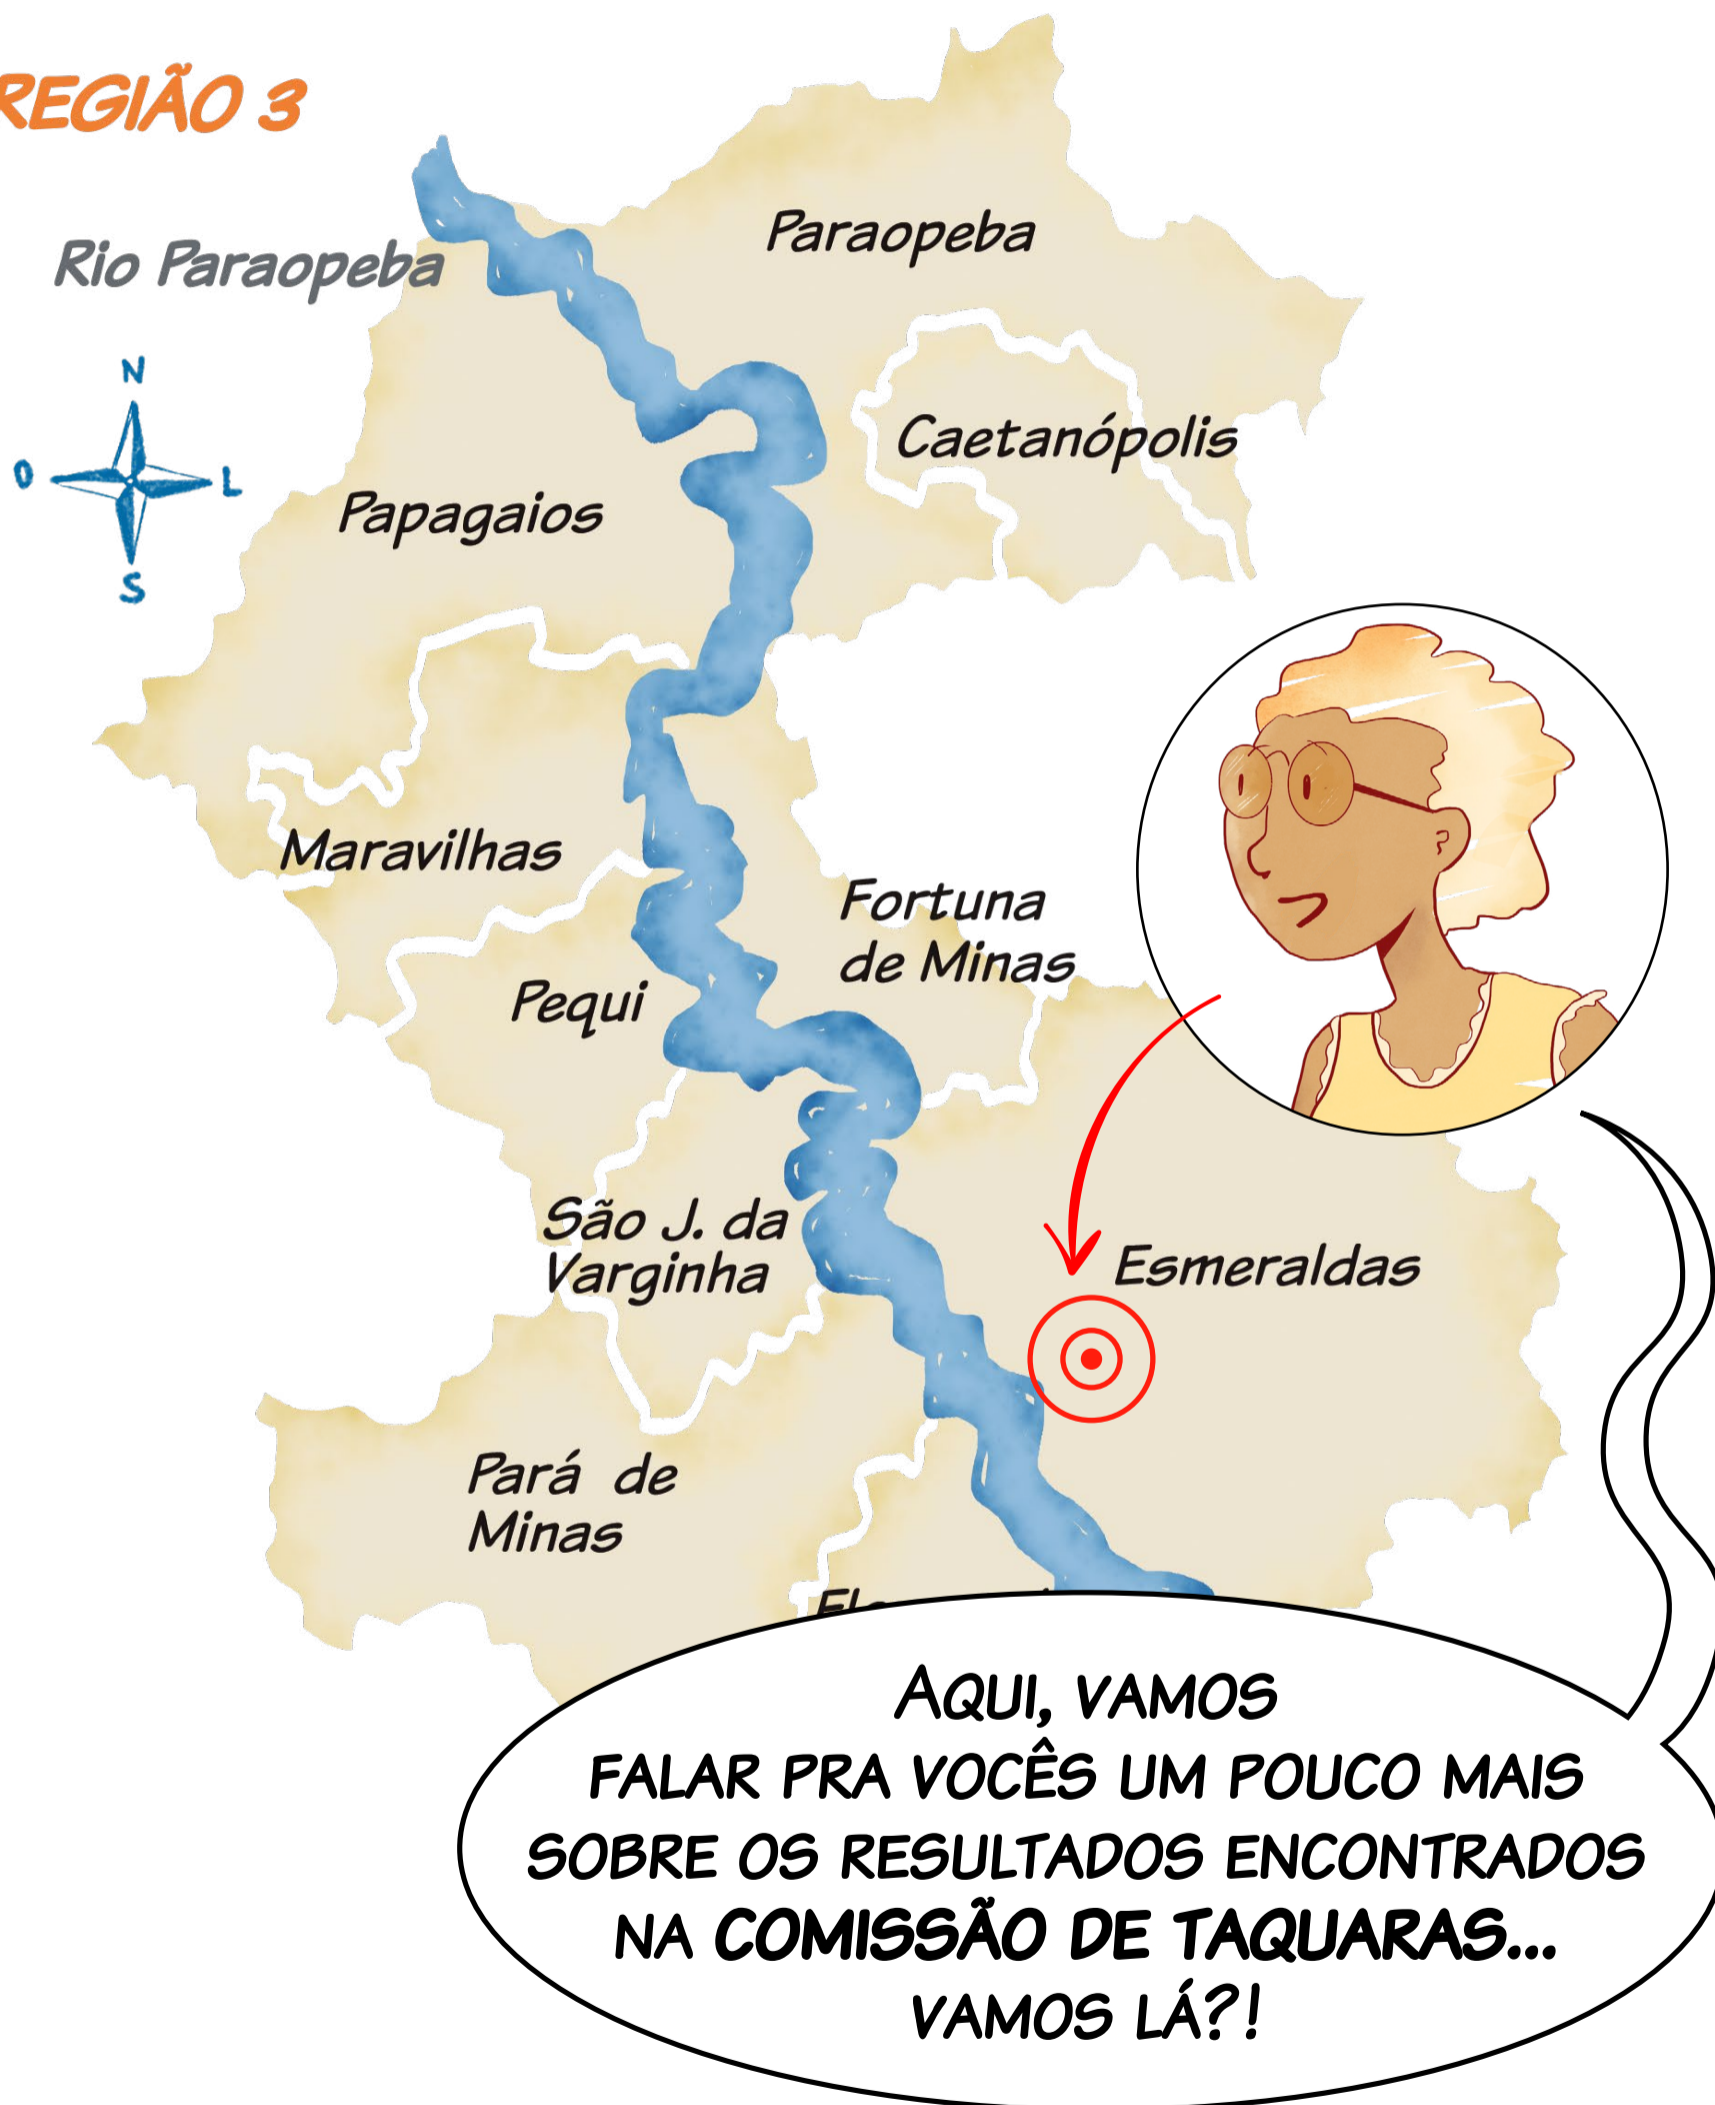 REGIÃO 3
Paraopeba
Rio Paraopeba
N
O
L
S
Caetanópolis
Papagaios
Maravilhas
Fortuna
de Minas
Pequi
São J. da
Varginha
Esmeraldas
Pará de
Minas
AQUI, VAMOS
FALAR PRA VOCÊS UM POUCO MAIS
SOBRE OS RESULTADOS ENCONTRADOS
NA COMISSÃO DE TAQUARAS...
VAMOS LÁ?!